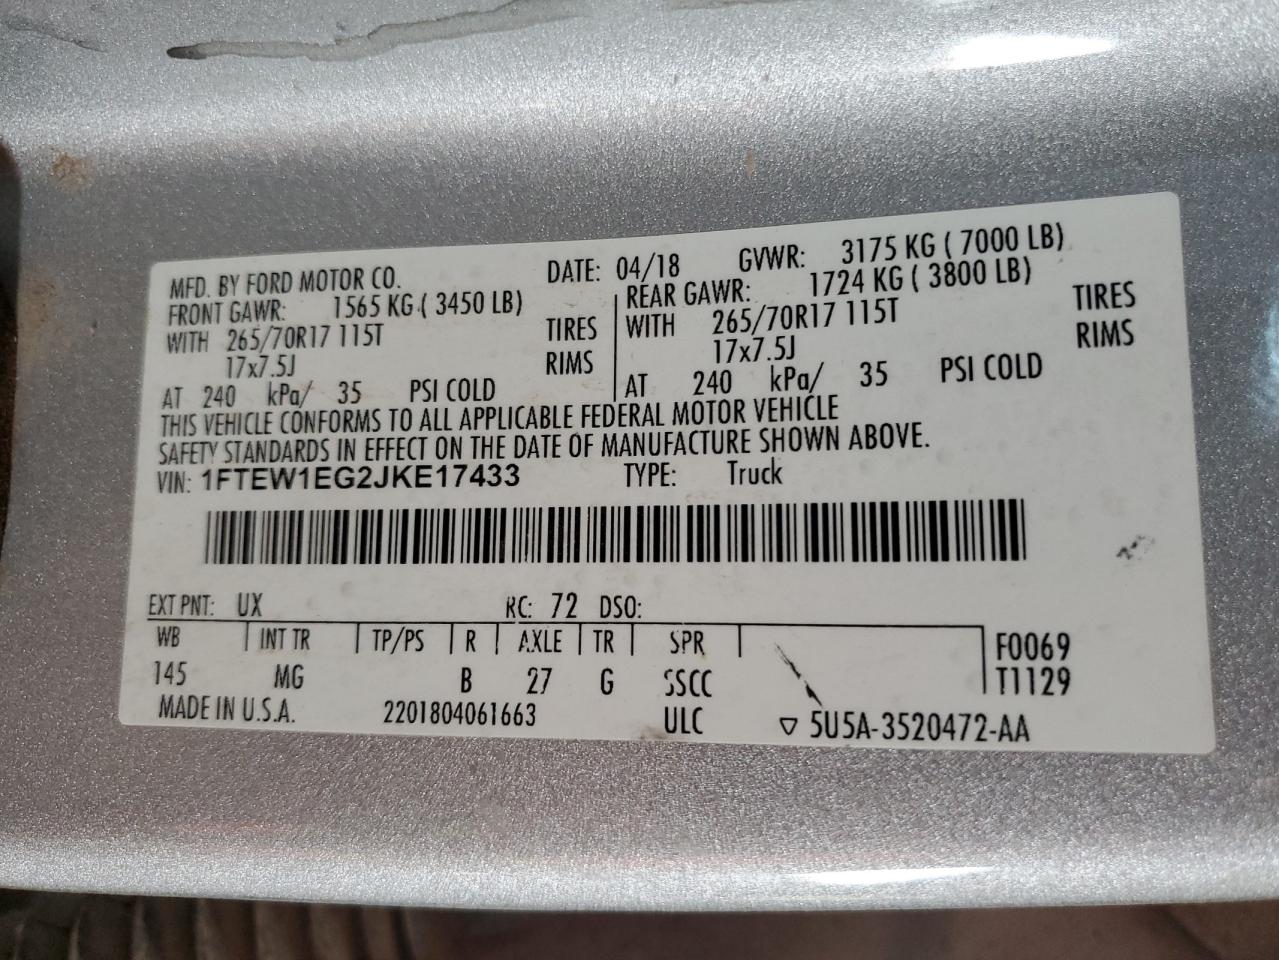 MFD. BY FORD MOTOR CO. DATE: 04/18 GVWR: 3175 KG ( 7000 LB)
FRONT GAWR: 1565 KG ( 3450 LB) REAR GAWR: 1724 KG ( 3800 LB)
WITH 265/70R17 115T TIRES WITH 265/70R17 115T TIRES
17x7.5J RIMS 17x7.5J RIMS
AT 240 kPa/ 35 PSI COLD AT 240 kPa/ 35 PSI COLD
THIS VEHICLE CONFORMS TO ALL APPLICABLE FEDERAL MOTOR VEHICLE
SAFETY STANDARDS IN EFFECT ON THE DATE OF MANUFACTURE SHOWN ABOVE.
VIN: 1FTEW1EG2JKE17433 TYPE: Truck
EXT PNT: UX RC: 72 DSO:
WB INT TR TP/PS R AXLE TR SPR F0069
145 MG B 27 G SSCC T1129
MADE IN U.S.A. 2201804061663 ULC ▽ 5U5A-3520472-AA